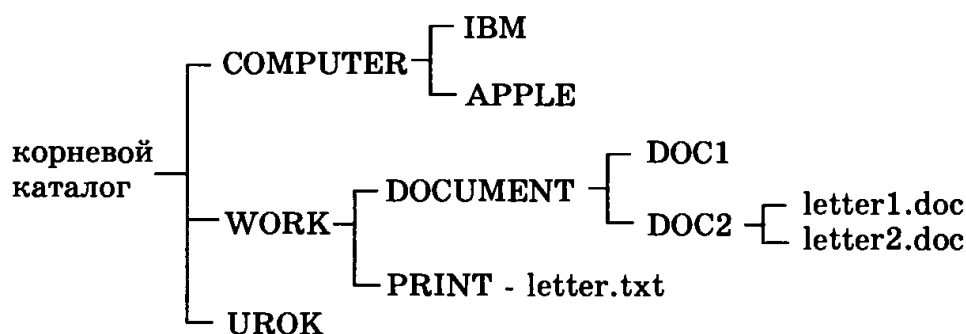 IBM
COMPUTER
APPLE
корневой
каталог
DOC1
DOCUMENT
letter1.doc
WORK
DOC2
letter2.doc
PRINT - letter.txt
UROK